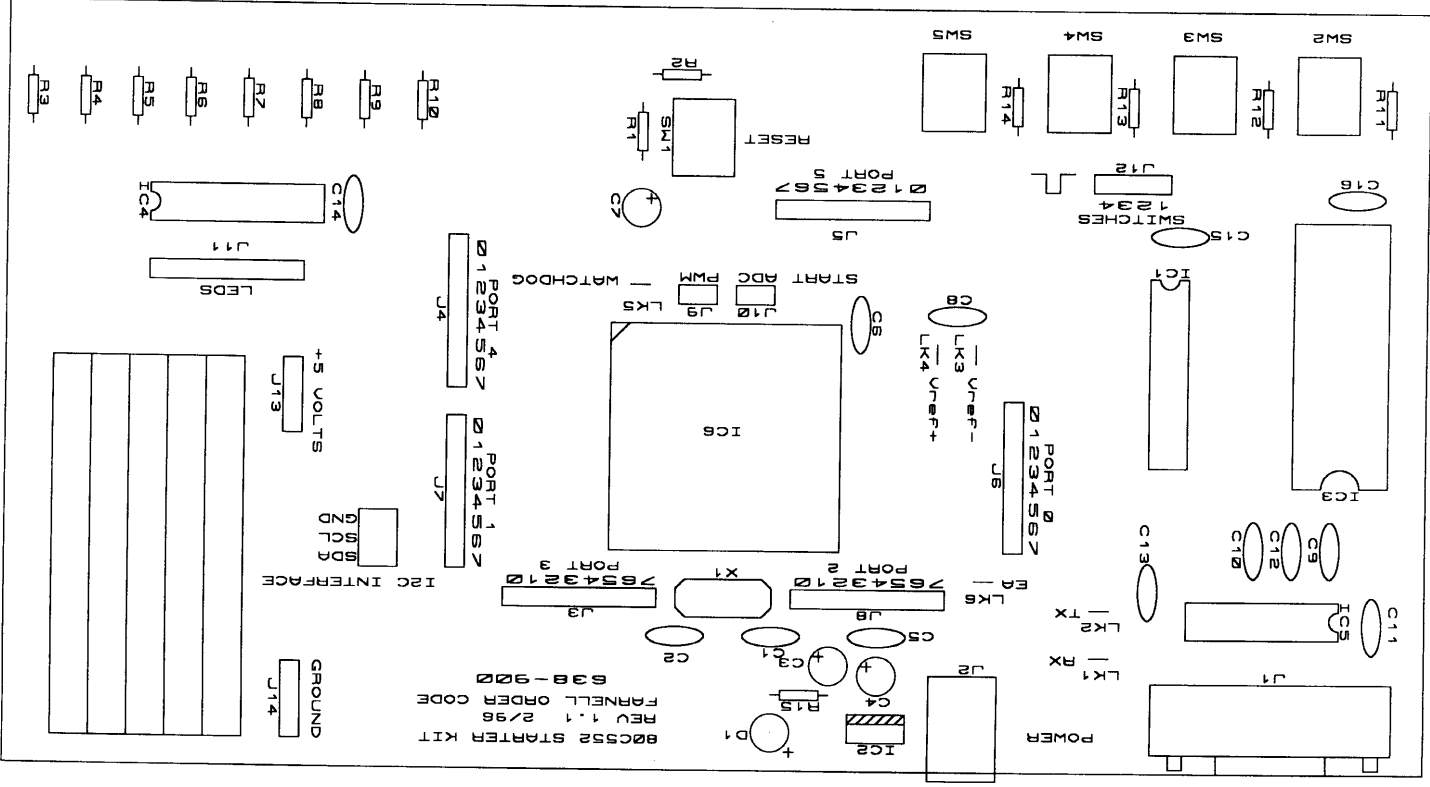 SW5
SW4
SW3
SW2
R2
R3
R4
R5
R6
R7
R8
R9
R10
R1
SW1
RESET
R14
R13
R12
R11
IC4
C14
C7
PORT 5
01234567
J5
J12
1234
SWITCHES
C16
C15
J11
LEDS
J4
01234567
PORT 4
WATCHDOG
LK5
PWM
J9
START
ADC
J10
C6
C8
LK4
Vref+
LK3
Vref-
IC1
IC3
J13
+5 VOLTS
J7
01234567
PORT 1
IC6
J6
01234567
PORT 0
GND
SCL
SDA
I2C INTERFACE
PORT 3
76543210
J3
X1
PORT 2
76543210
J8
EA
LK6
C13
C10
C12
C9
TX
LK2
IC5
C11
C2
C1
C5
C3
C4
RX
LK1
J2
J1
J14
GROUND
R15
D1
IC2
POWER
80C552 STARTER KIT
REV 1.1 2/96
FARNELL ORDER CODE
638-900